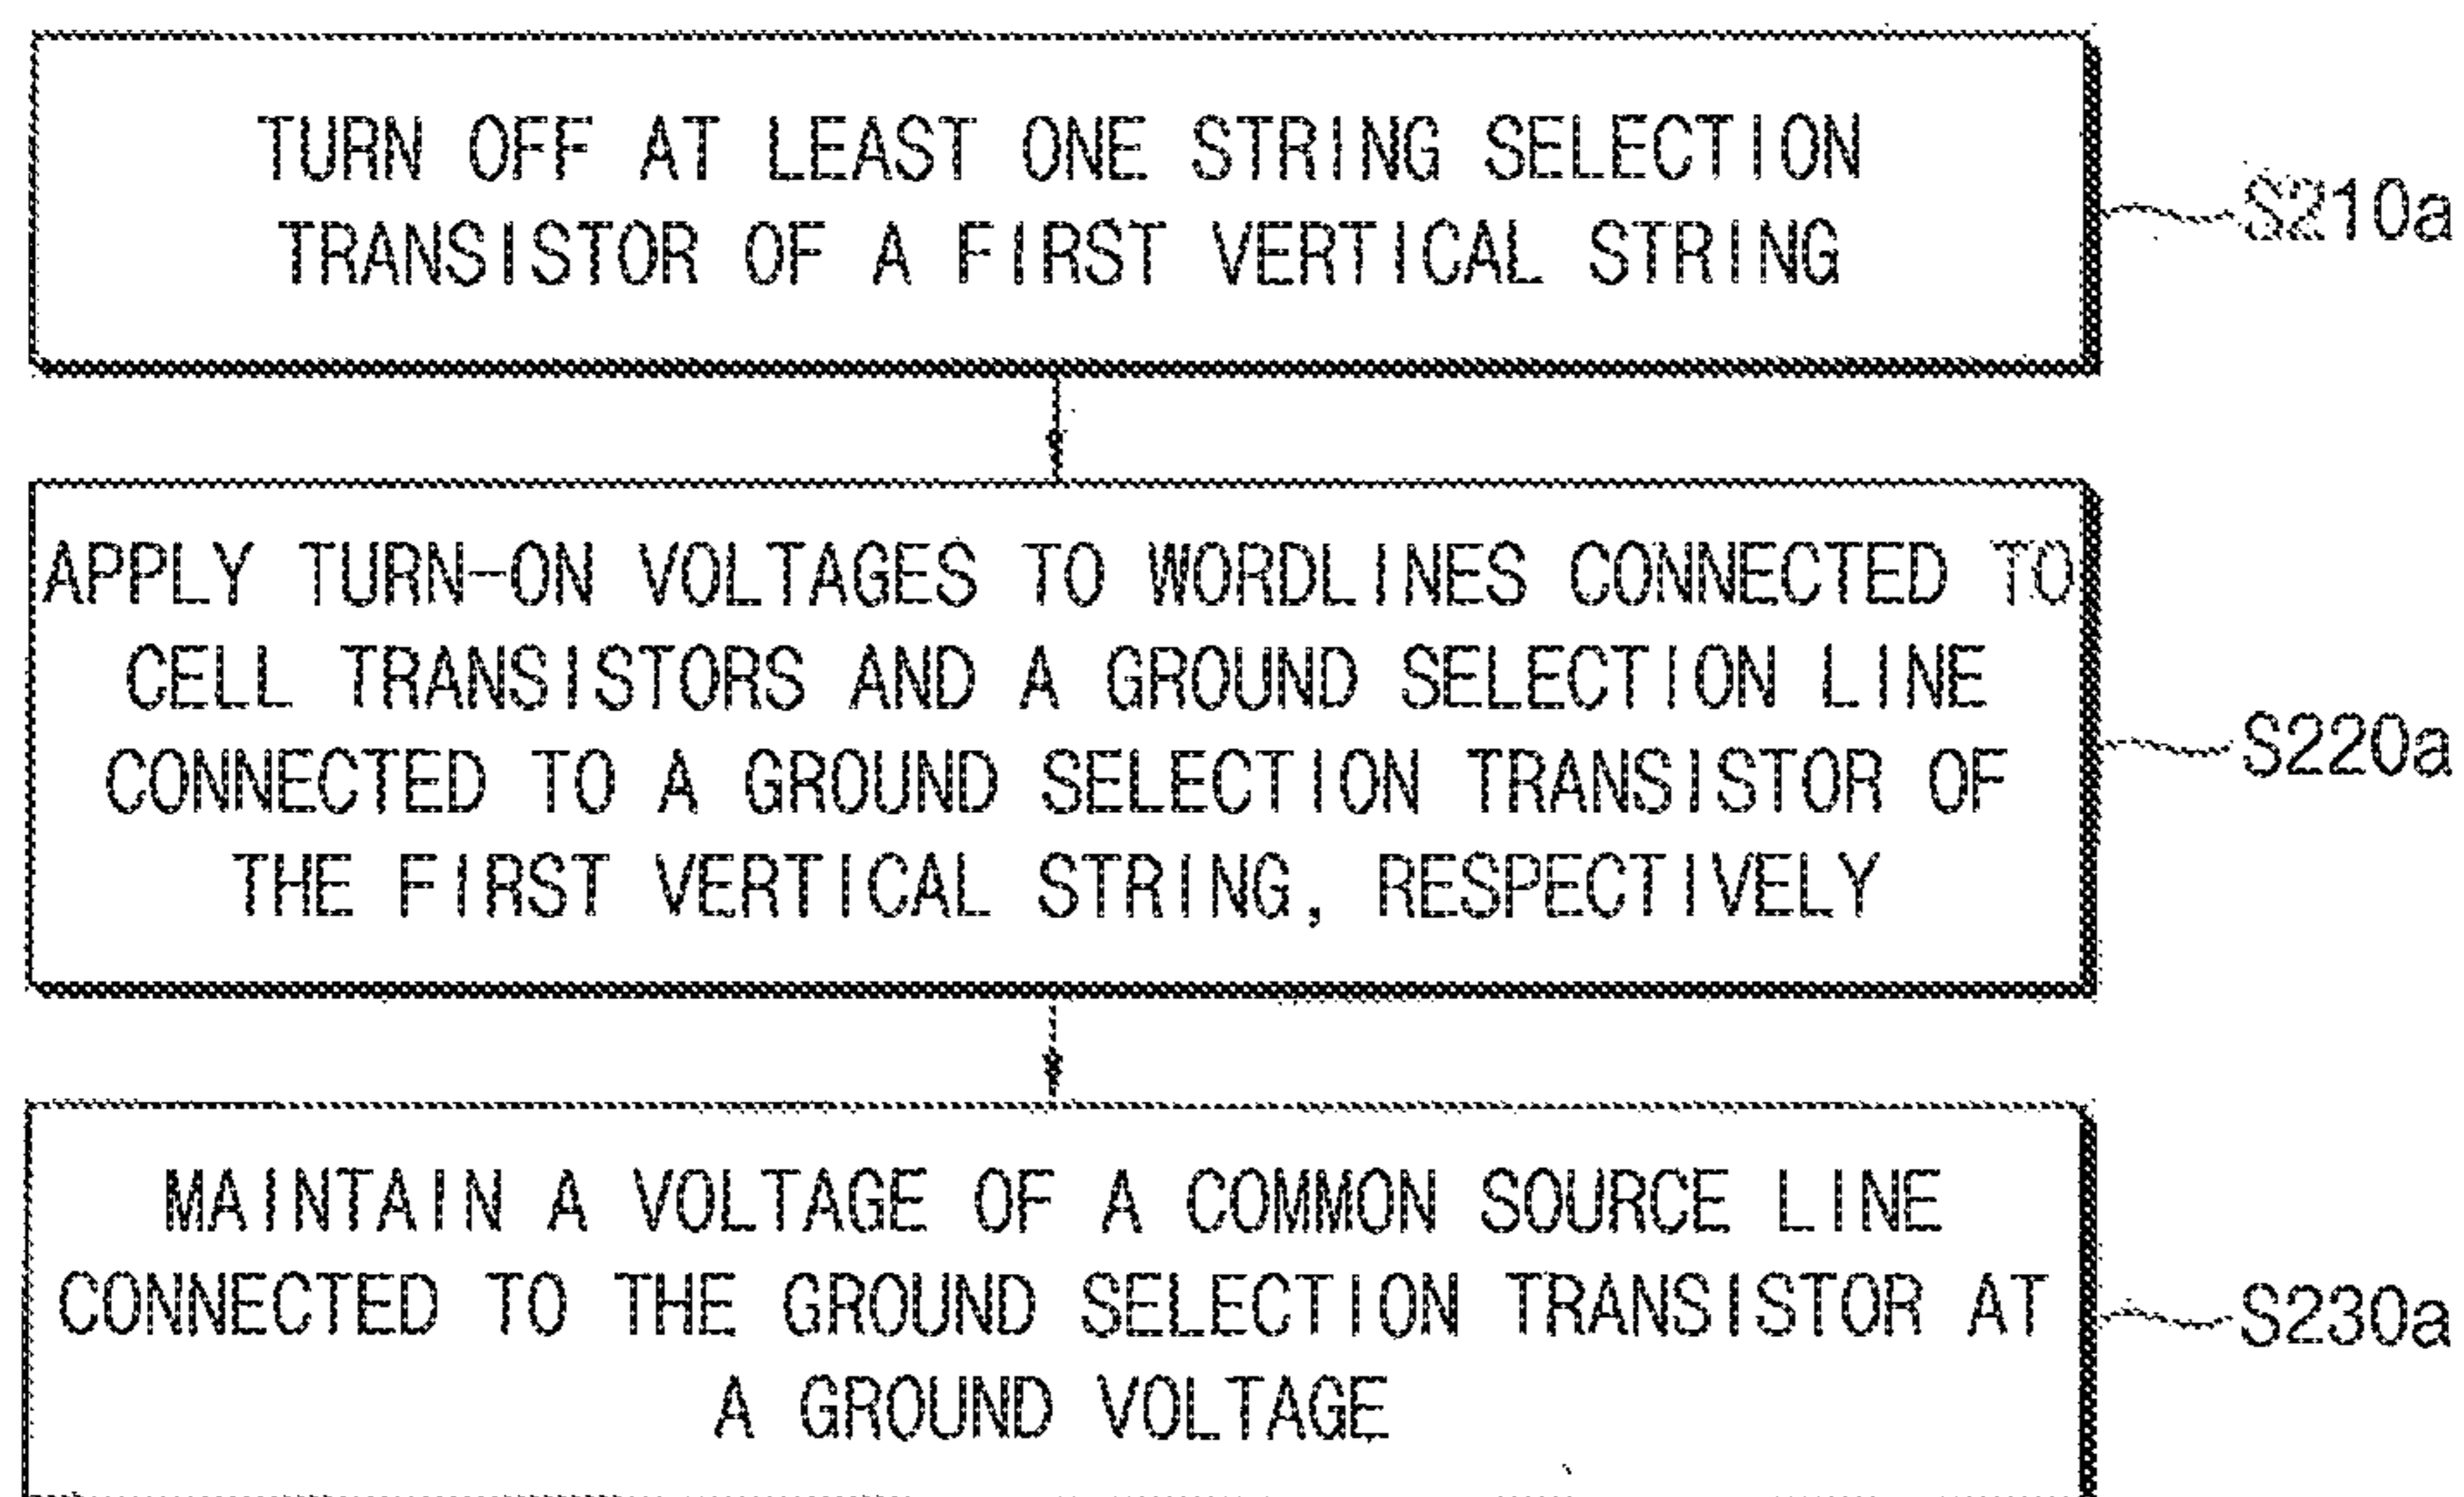 TURN OFF AT LEAST ONE STRING SELECTION
TRANSISTOR OF A FIRST VERTICAL STRING
S210a
APPLY TURN-ON VOLTAGES TO WORDLINES CONNECTED TO
CELL TRANSISTORS AND A GROUND SELECTION LINE
CONNECTED TO A GROUND SELECTION TRANSISTOR OF
THE FIRST VERTICAL STRING, RESPECTIVELY
S220a
MAINTAIN A VOLTAGE OF A COMMON SOURCE LINE
CONNECTED TO THE GROUND SELECTION TRANSISTOR AT
A GROUND VOLTAGE
S230a